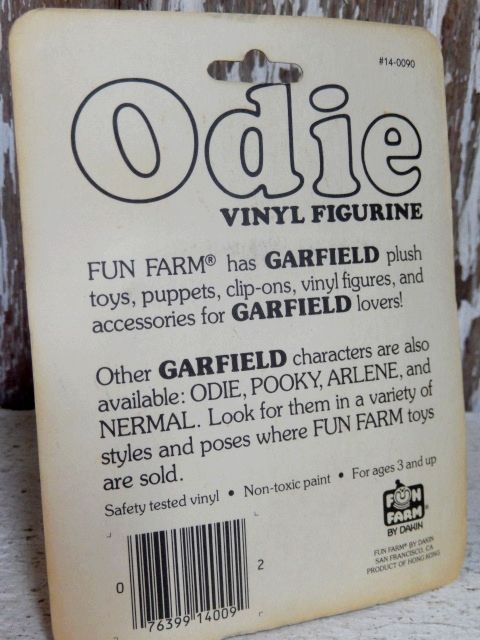 #14-0090
Odie
VINYL FIGURINE
FUN FARM® has GARFIELD plush
toys, puppets, clip-ons, vinyl figures, and
accessories for GARFIELD lovers!
Other GARFIELD characters are also
available: ODIE, POOKY, ARLENE, and
NERMAL. Look for them in a variety of
styles and poses where FUN FARM toys
are sold.
Safety tested vinyl • Non-toxic paint • For ages 3 and up
FUN
FARM®
BY DAKIN
FUN FARM® BY DAKIN
SAN FRANCISCO, CA
PRODUCT OF HONG KONG
0 76399 14009 2